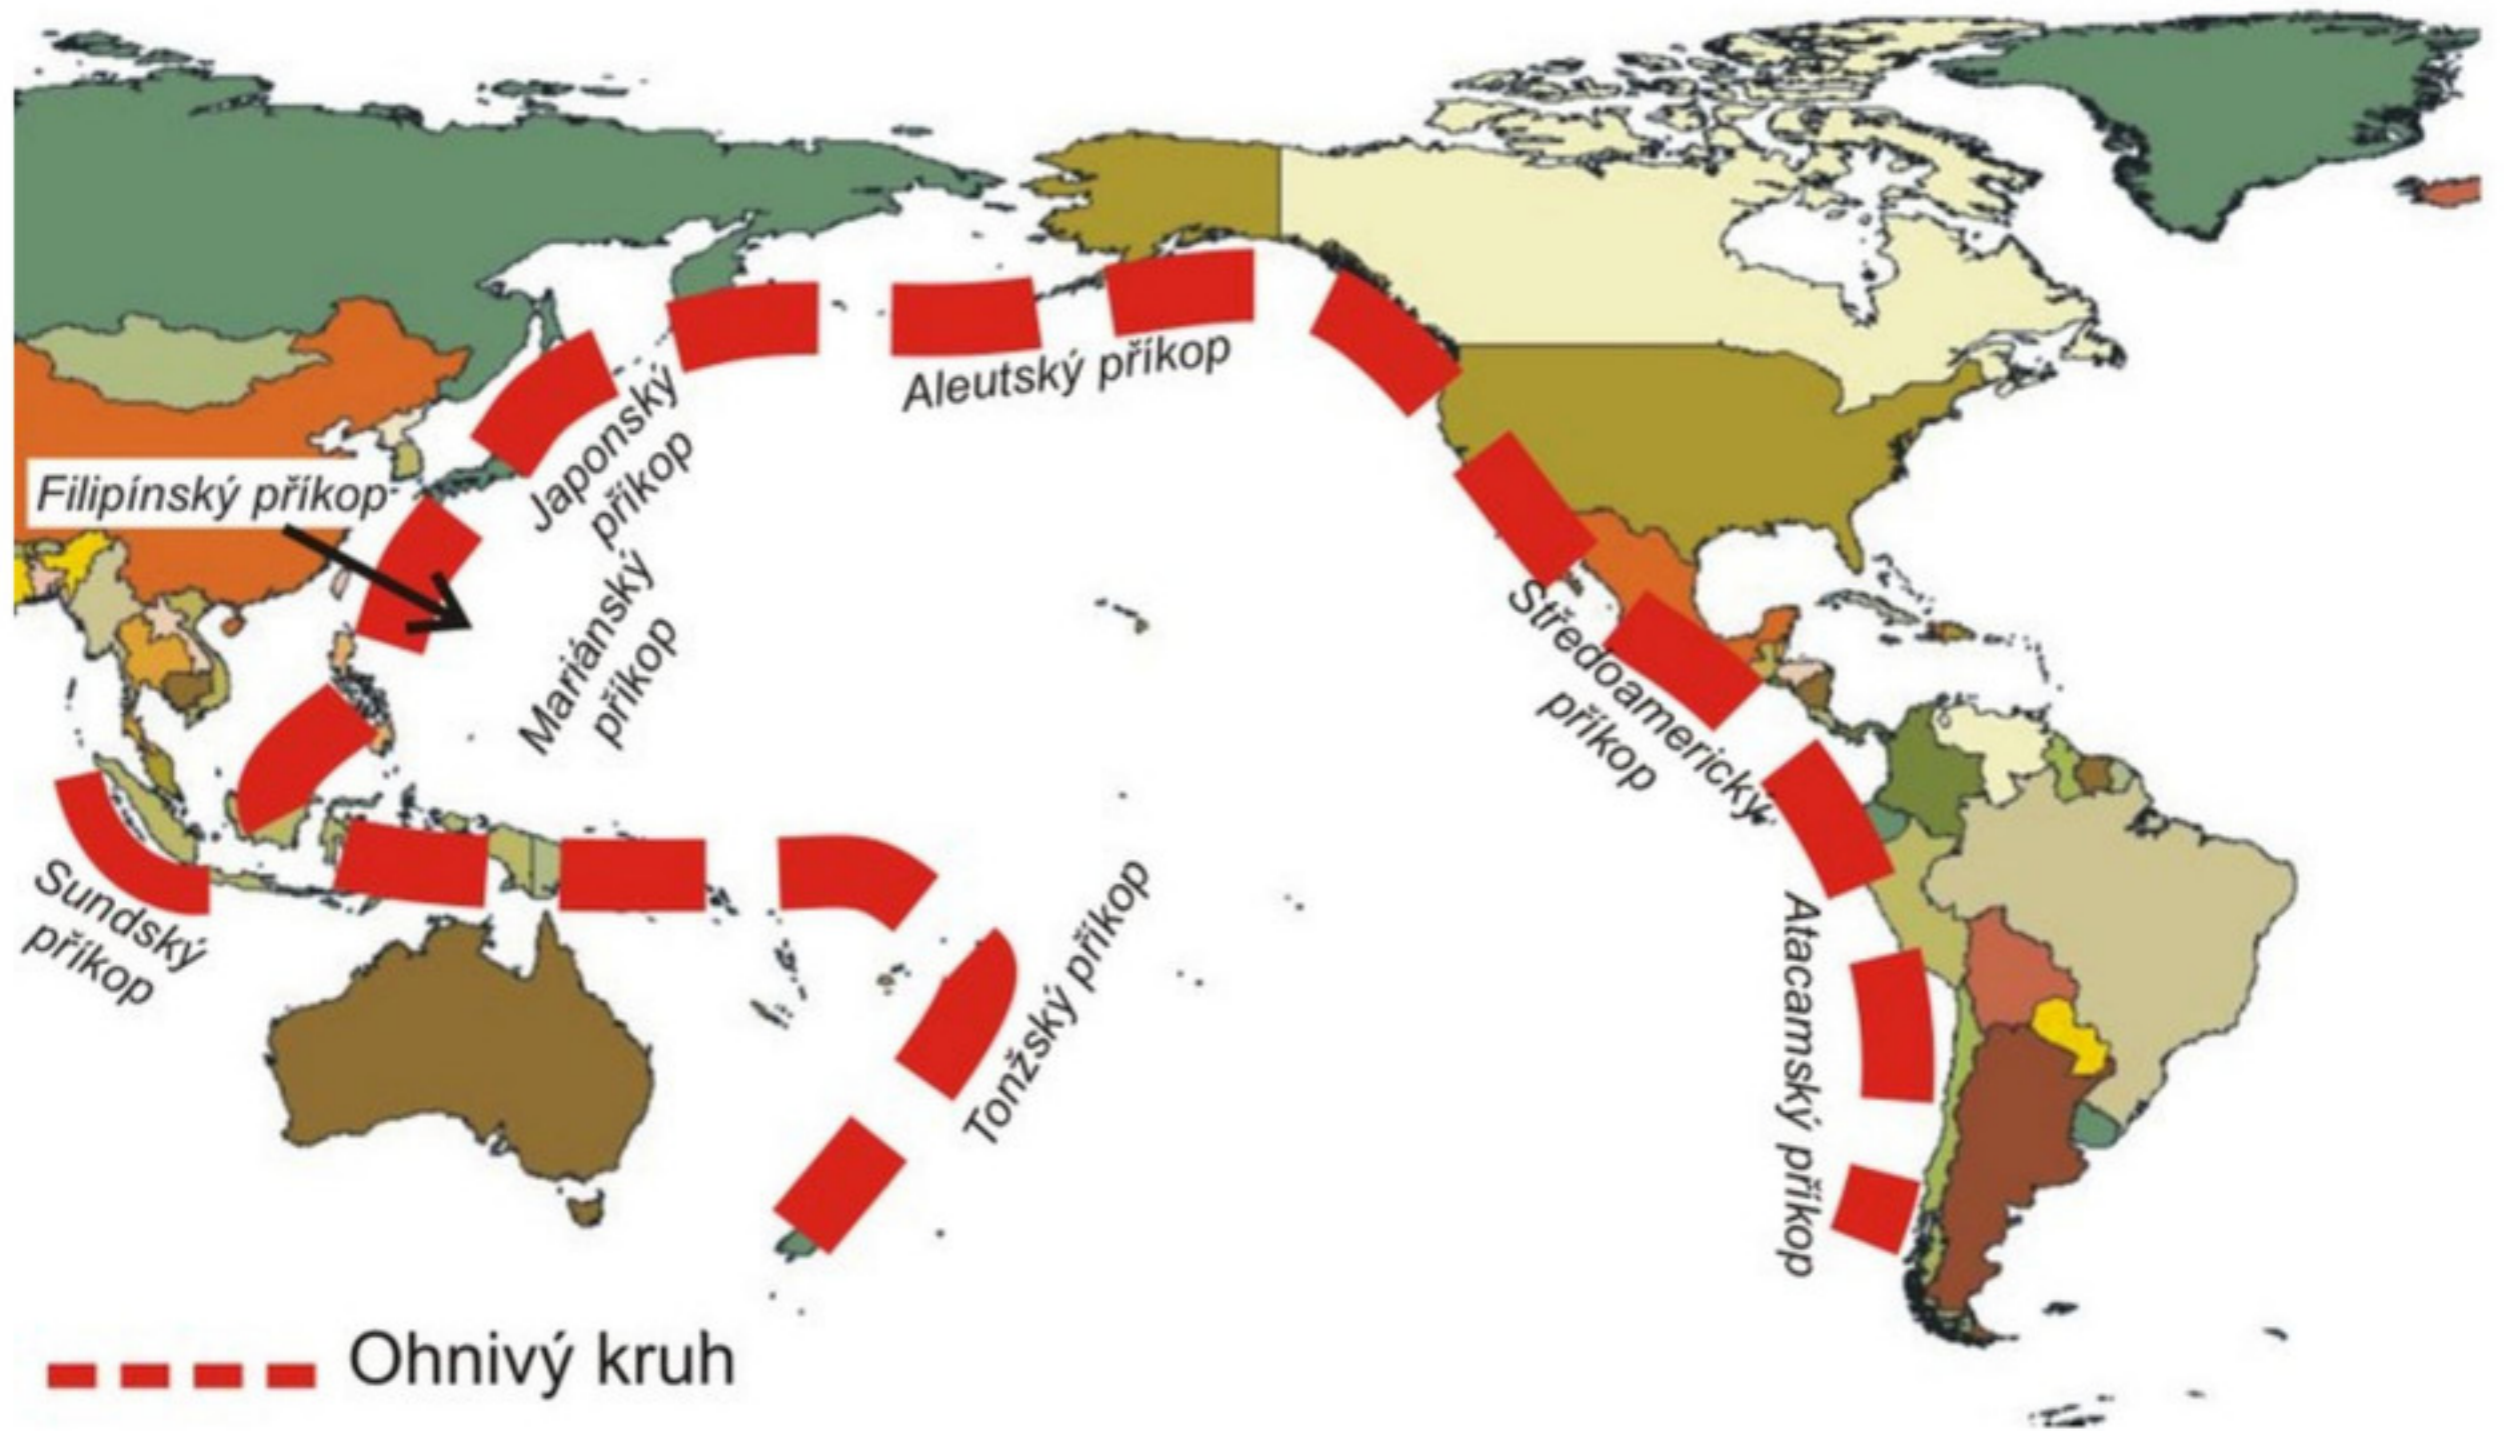 Aleutský příkop
Japonský
příkop
Filipínský příkop
Mariánský
příkop
Středoamerický
příkop
Sundský
příkop
Tonžský příkop
Atacamský příkop
Ohnivý kruh